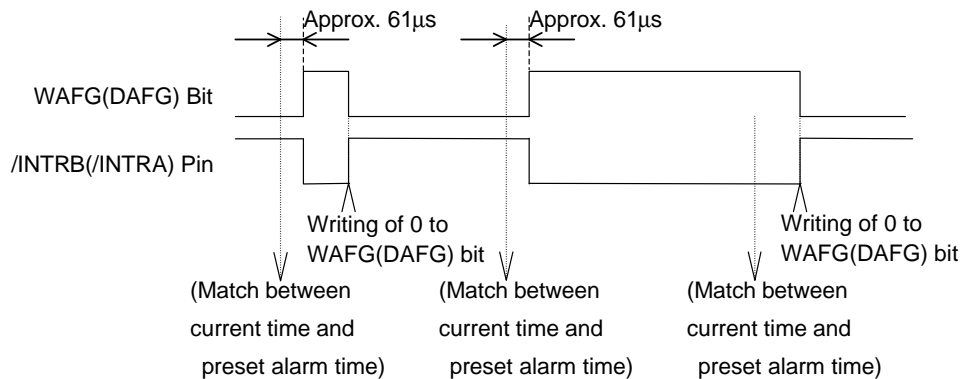 Approx. 61μs
Approx. 61μs
WAFG(DAFG) Bit
/INTRB(/INTRA) Pin
Writing of 0 to
WAFG(DAFG) bit
Writing of 0 to
WAFG(DAFG) bit
(Match between
current time and
preset alarm time)
(Match between
current time and
preset alarm time)
(Match between
current time and
preset alarm time)